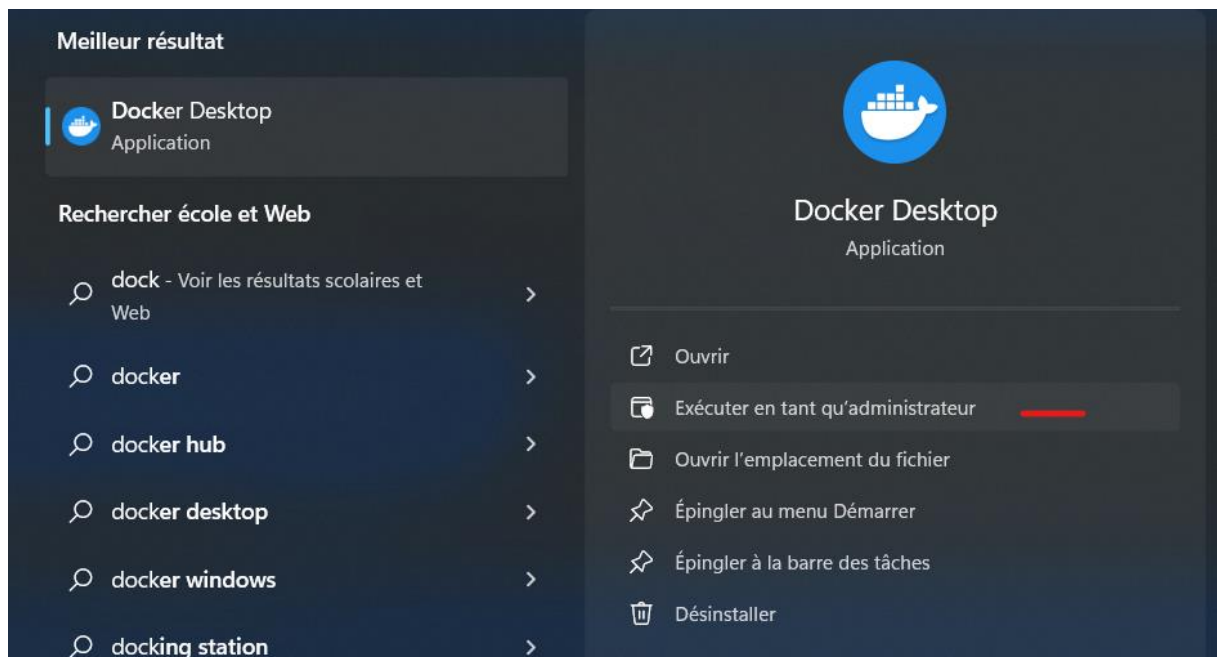 Meilleur résultat
Docker Desktop
Application
Rechercher école et Web
dock - Voir les résultats scolaires et
Web
docker
docker hub
docker desktop
docker windows
docking station
Docker Desktop
Application
Ouvrir
Exécuter en tant qu'administrateur
Ouvrir l'emplacement du fichier
Épingler au menu Démarrer
Épingler à la barre des tâches
Désinstaller